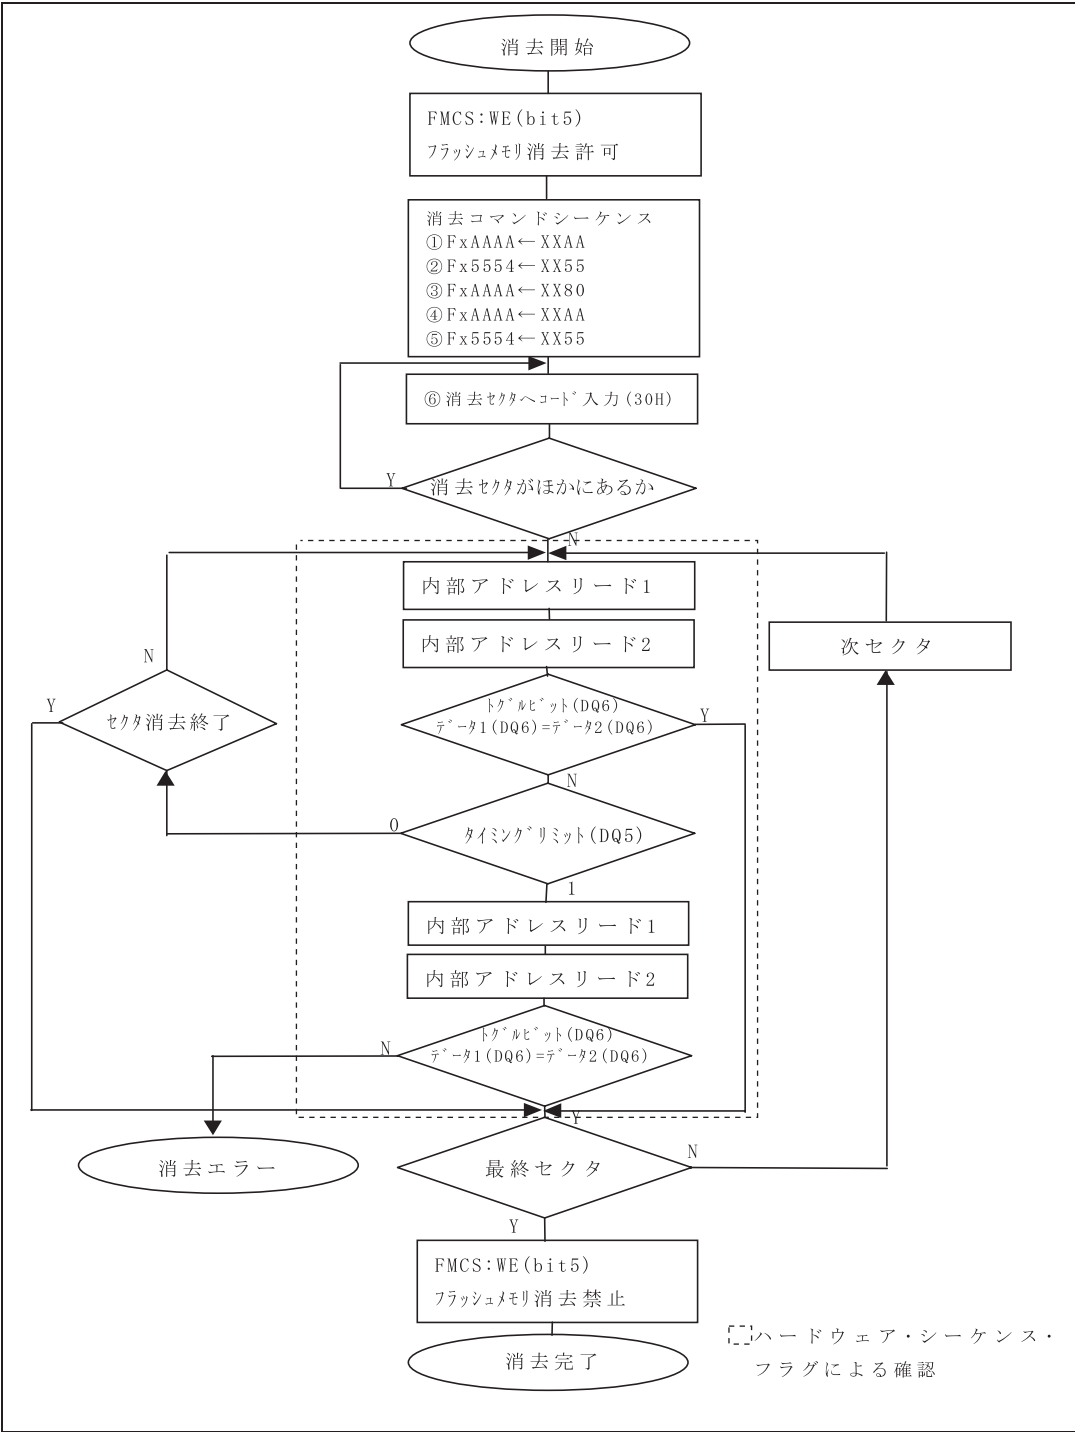 消去開始
FMCS:WE(bit5)
フラッシュメモリ消去許可
消去コマンドシーケンス
①FxAAAA←XXAA
②Fx5554←XX55
③FxAAAA←XX80
④FxAAAA←XXAA
⑤Fx5554←XX55
⑥消去セクタへコード入力(30H)
Y
消去セクタがほかにあるか
N
内部アドレスリード1
内部アドレスリード2
次セクタ
N
Y
セクタ消去終了
トグルビット(DQ6)
データ1(DQ6)=データ2(DQ6)
Y
N
0
タイミングリミット(DQ5)
1
内部アドレスリード1
内部アドレスリード2
トグルビット(DQ6)
データ1(DQ6)=データ2(DQ6)
N
Y
消去エラー
最終セクタ
N
Y
FMCS:WE(bit5)
フラッシュメモリ消去禁止
消去完了
ハードウェア・シーケンス・
フラグによる確認